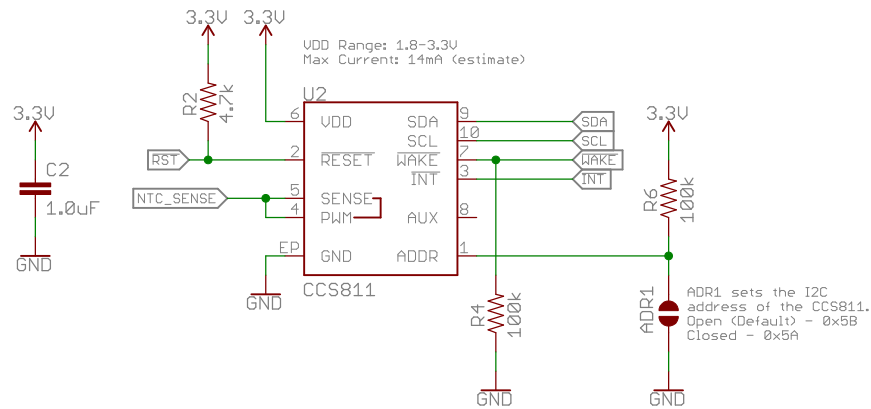 3.3V
3.3V
VDD Range: 1.8-3.3V
Max Current: 14mA (estimate)
U2
R2
4.7k
6
VDD
SDA
9
SDA
3.3V
3.3V
SCL
10
SCL
RST
2
RESET
WAKE
7
WAKE
C2
INT
3
INT
NTC_SENSE
5
SENSE
R6
100k
1.0uF
4
PWM
AUX
8
EP
GND
ADDR
1
GND
CCS811
GND
R4
100k
ADR1
ADR1 sets the I2C
address of the CCS811.
Open (Default) - 0x5B
Closed - 0x5A
GND
GND